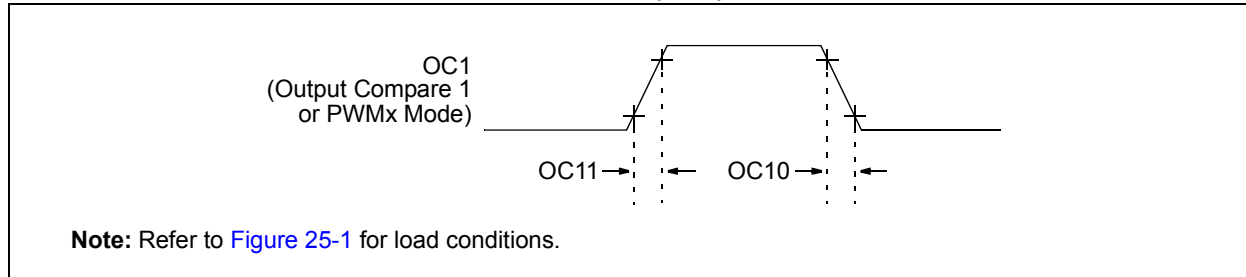 OC1
(Output Compare 1
or PWMx Mode)
OC11
OC10
Note: Refer to Figure 25-1 for load conditions.